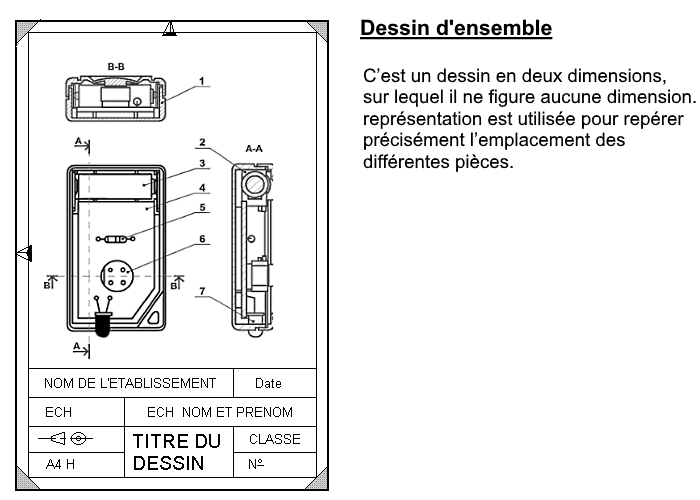 Dessin d'ensemble
C'est un dessin en deux dimensions,
sur lequel il ne figure aucune dimension.
représentation est utilisée pour repérer
précisément l'emplacement des
différentes pièces.
B-B
1
A
2
A-A
3
4
5
6
B
B
7
A
NOM DE L'ETABLISSEMENT
Date
ECH
ECH NOM ET PRENOM
TITRE DU
DESSIN
CLASSE
A4 H
Nº